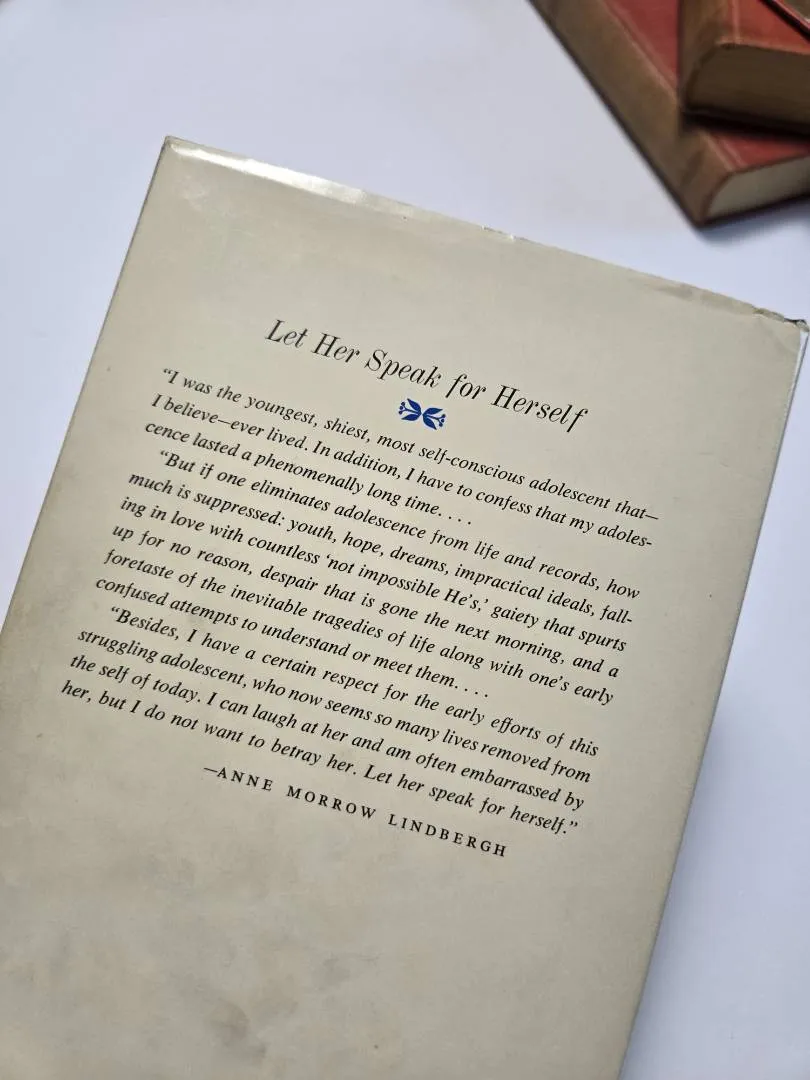 Let Her Speak for Herself
“I was the youngest, shiest, most self-conscious adolescent that—
I believe—ever lived. In addition, I have to confess that my adoles-
cence lasted a phenomenally long time. . . .
“But if one eliminates adolescence from life and records, how
much is suppressed: youth, hope, dreams, impractical ideals, fall-
ing in love with countless ‘not impossible He’s,’ gaiety that spurts
up for no reason, despair that is gone the next morning, and a
foretaste of the inevitable tragedies of life along with one’s early
confused attempts to understand or meet them. . . .
“Besides, I have a certain respect for the early efforts of this
struggling adolescent, who now seems so many lives removed from
the self of today. I can laugh at her and am often embarrassed by
her, but I do not want to betray her. Let her speak for herself.”
—ANNE MORROW LINDBERGH